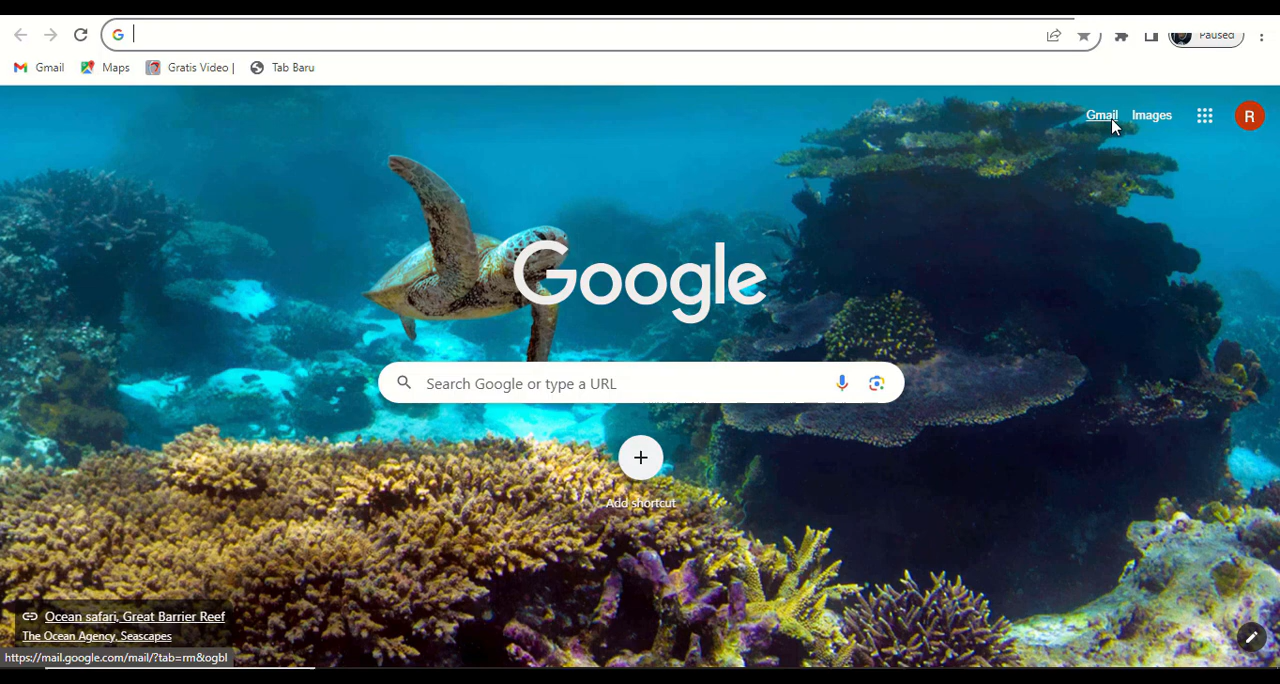 Paused
Gmail Maps Gratis Video | Tab Baru
Gmail Images R
Google
Search Google or type a URL
Add shortcut
Ocean safari, Great Barrier Reef
The Ocean Agency, Seascapes
https://mail.google.com/mail/?tab=rm&ogbl